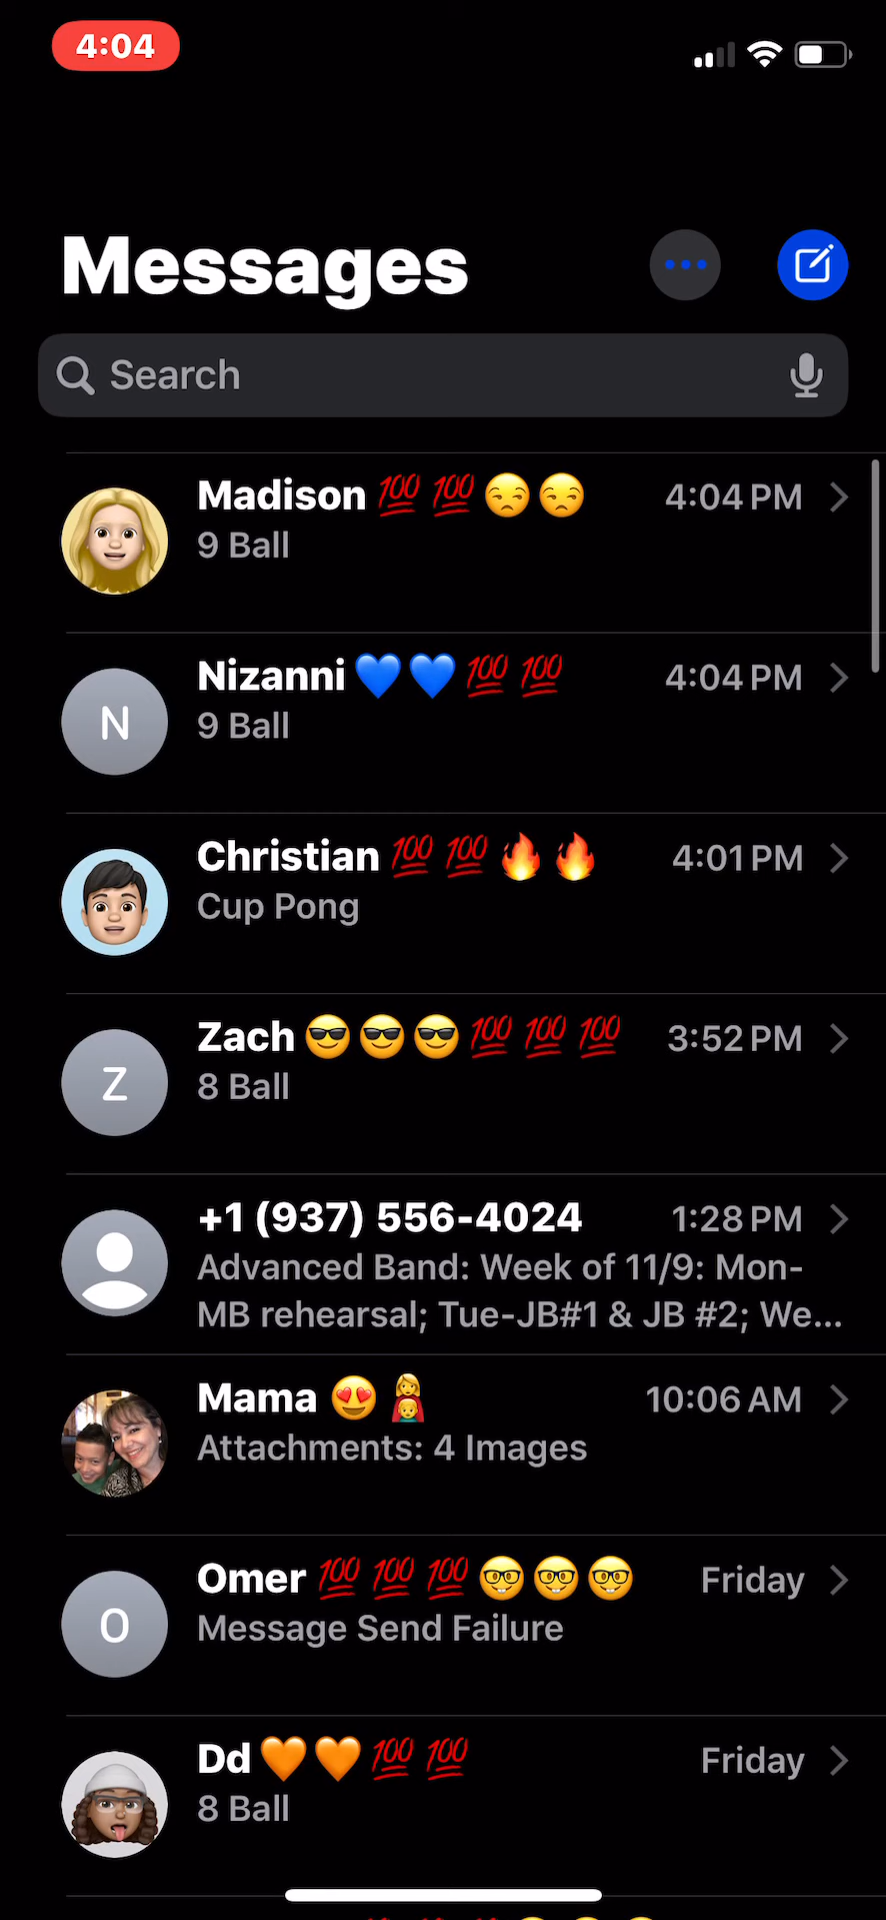 4:04
Messages
Search
Madison 💯 💯 😒 😒 4:04 PM
9 Ball
N
Nizanni 💙 💙 💯 💯 4:04 PM
9 Ball
Christian 💯 💯 🔥 🔥 4:01 PM
Cup Pong
Z
Zach 😎 😎 😎 💯 💯 💯 3:52 PM
8 Ball
+1 (937) 556-4024 1:28 PM
Advanced Band: Week of 11/9: Mon-
MB rehearsal; Tue-JB#1 & JB #2; We...
Mama 😍 👩‍👦 10:06 AM
Attachments: 4 Images
O
Omer 💯 💯 💯 🤓 🤓 🤓 Friday
Message Send Failure
Dd 🧡 🧡 💯 💯 Friday
8 Ball